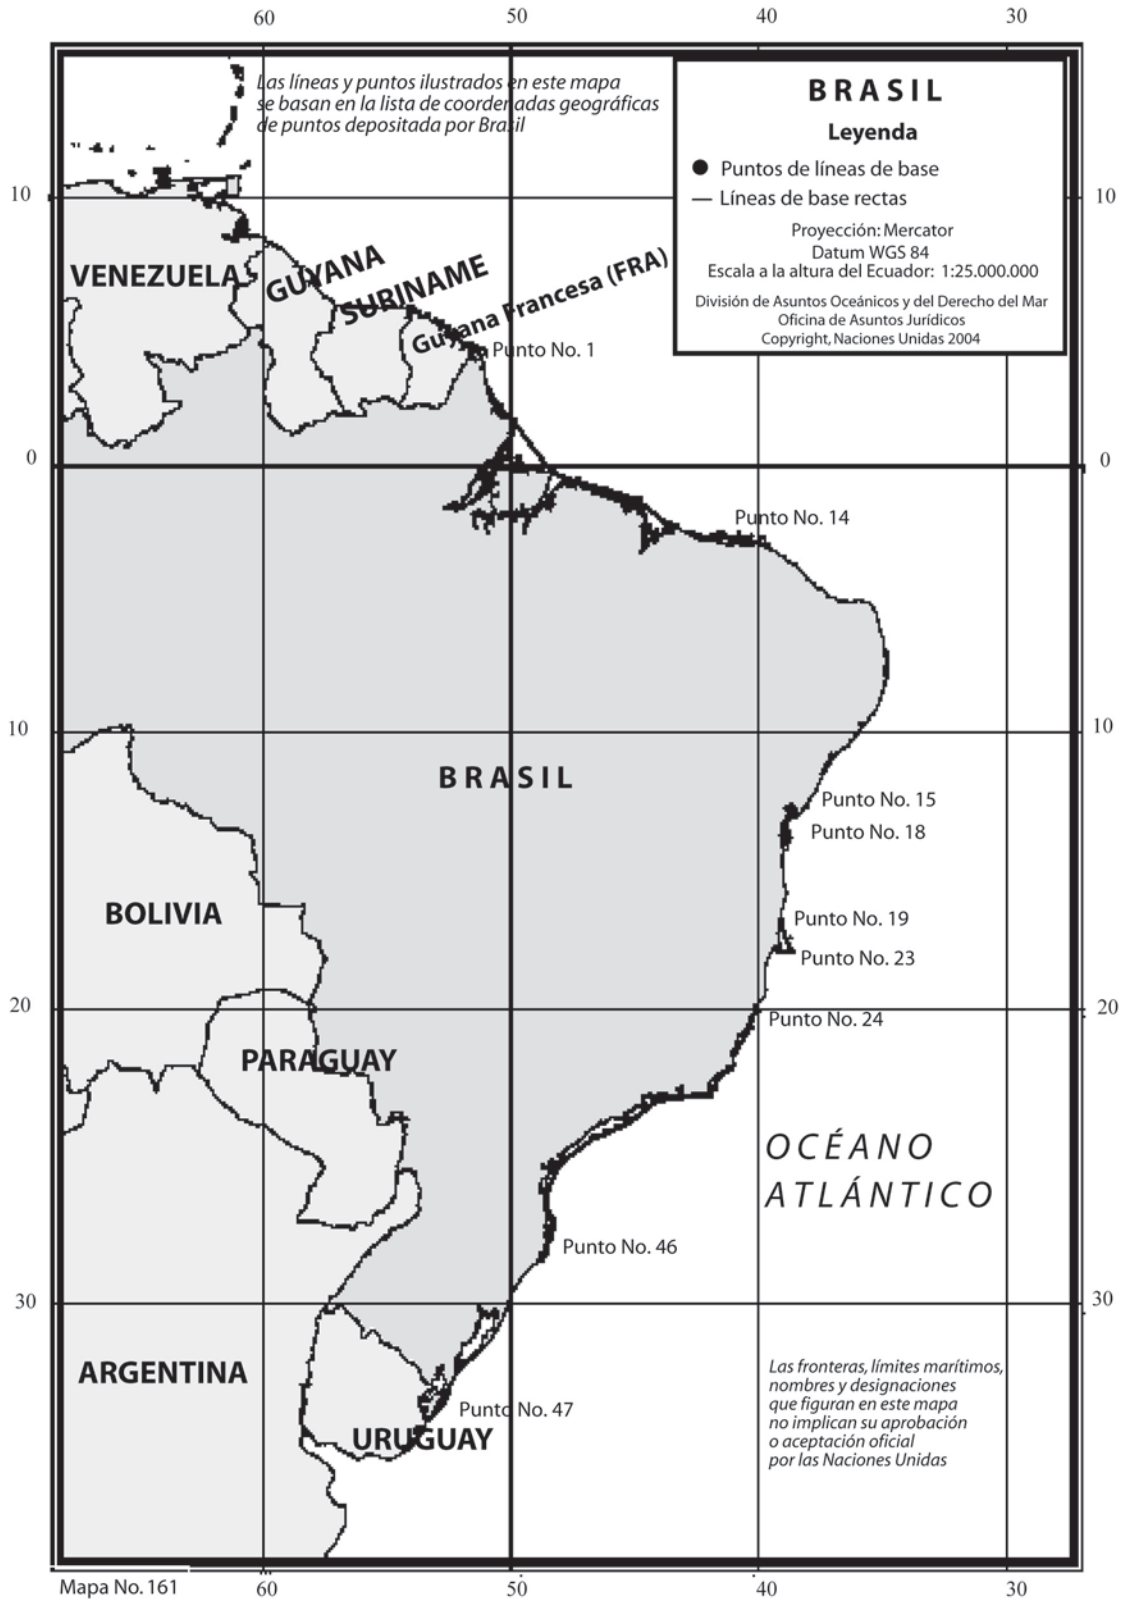 60 50 40 30
Las líneas y puntos ilustrados en este mapa
se basan en la lista de coordenadas geográficas
de puntos depositada por Brasil
BRASIL
Leyenda
Puntos de líneas de base
Líneas de base rectas
Proyección: Mercator
Datum WGS 84
Escala a la altura del Ecuador: 1:25.000.000
División de Asuntos Oceánicos y del Derecho del Mar
Oficina de Asuntos Jurídicos
Copyright, Naciones Unidas 2004
10 10
VENEZUELA
GUYANA
SURINAME
Guyana Francesa (FRA)
Punto No. 1
0 0
Punto No. 14
10 10
BRASIL
Punto No. 15
Punto No. 18
BOLIVIA
Punto No. 19
Punto No. 23
20 20
Punto No. 24
PARAGUAY
OCÉANO
ATLÁNTICO
Punto No. 46
30 30
ARGENTINA
Punto No. 47
URUGUAY
Las fronteras, límites marítimos,
nombres y designaciones
que figuran en este mapa
no implican su aprobación
o aceptación oficial
por las Naciones Unidas
Mapa No. 161
60 50 40 30